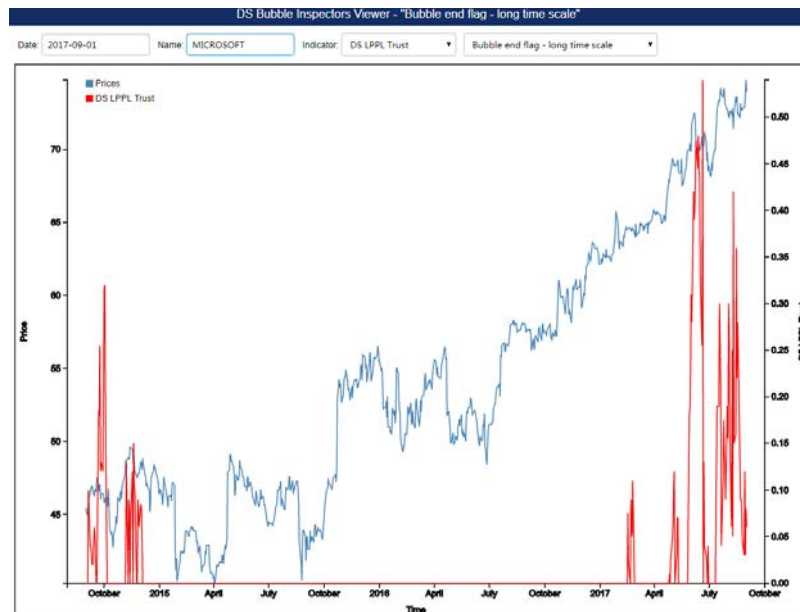 DS Bubble Inspectors Viewer - "Bubble end flag - long time scale"
Date: 2017-09-01 Name: MICROSOFT Indicator: DS LPPL Trust Bubble end flag - long time scale
Prices
DS LPPL Trust
70
65
60
55
50
45
Price
0.50
0.45
0.40
0.35
0.30
0.25
0.20
0.15
0.10
0.05
0.00
October 2015 April July October 2016 April July October 2017 April July October
Time